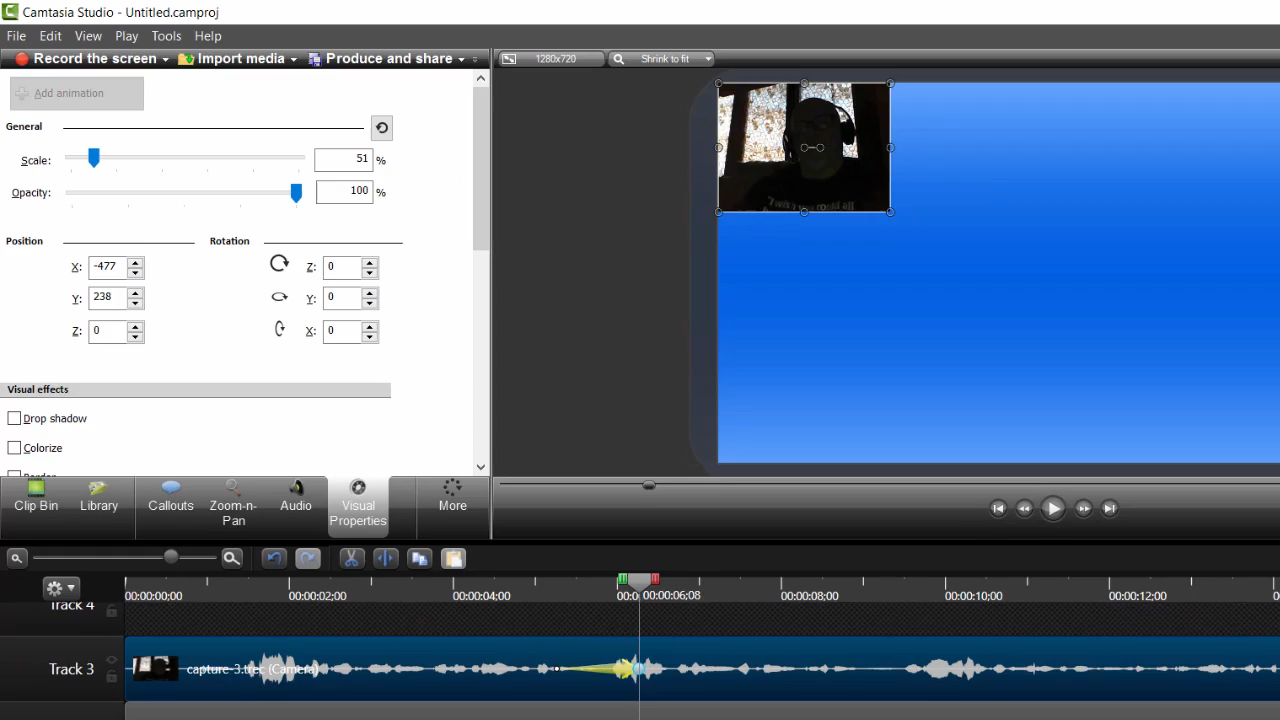 Camtasia Studio - Untitled.camproj
File Edit View Play Tools Help
Record the screen Import media Produce and share
1280x720 Shrink to fit
Add animation
General
Scale: 51 %
Opacity: 100 %
Position Rotation
X: -477 Z: 0
Y: 238 Y: 0
Z: 0 X: 0
Visual effects
Drop shadow
Colorize
Border
Clip Bin Library Callouts Zoom-n-Pan Audio Visual Properties More
00:00:00;00 00:00:02;00 00:00:04;00 00:0 00:00:06;08 00:00:08;00 00:00:10;00 00:00:12;00
Track 4
Track 3 capture-3.trec (Camera)